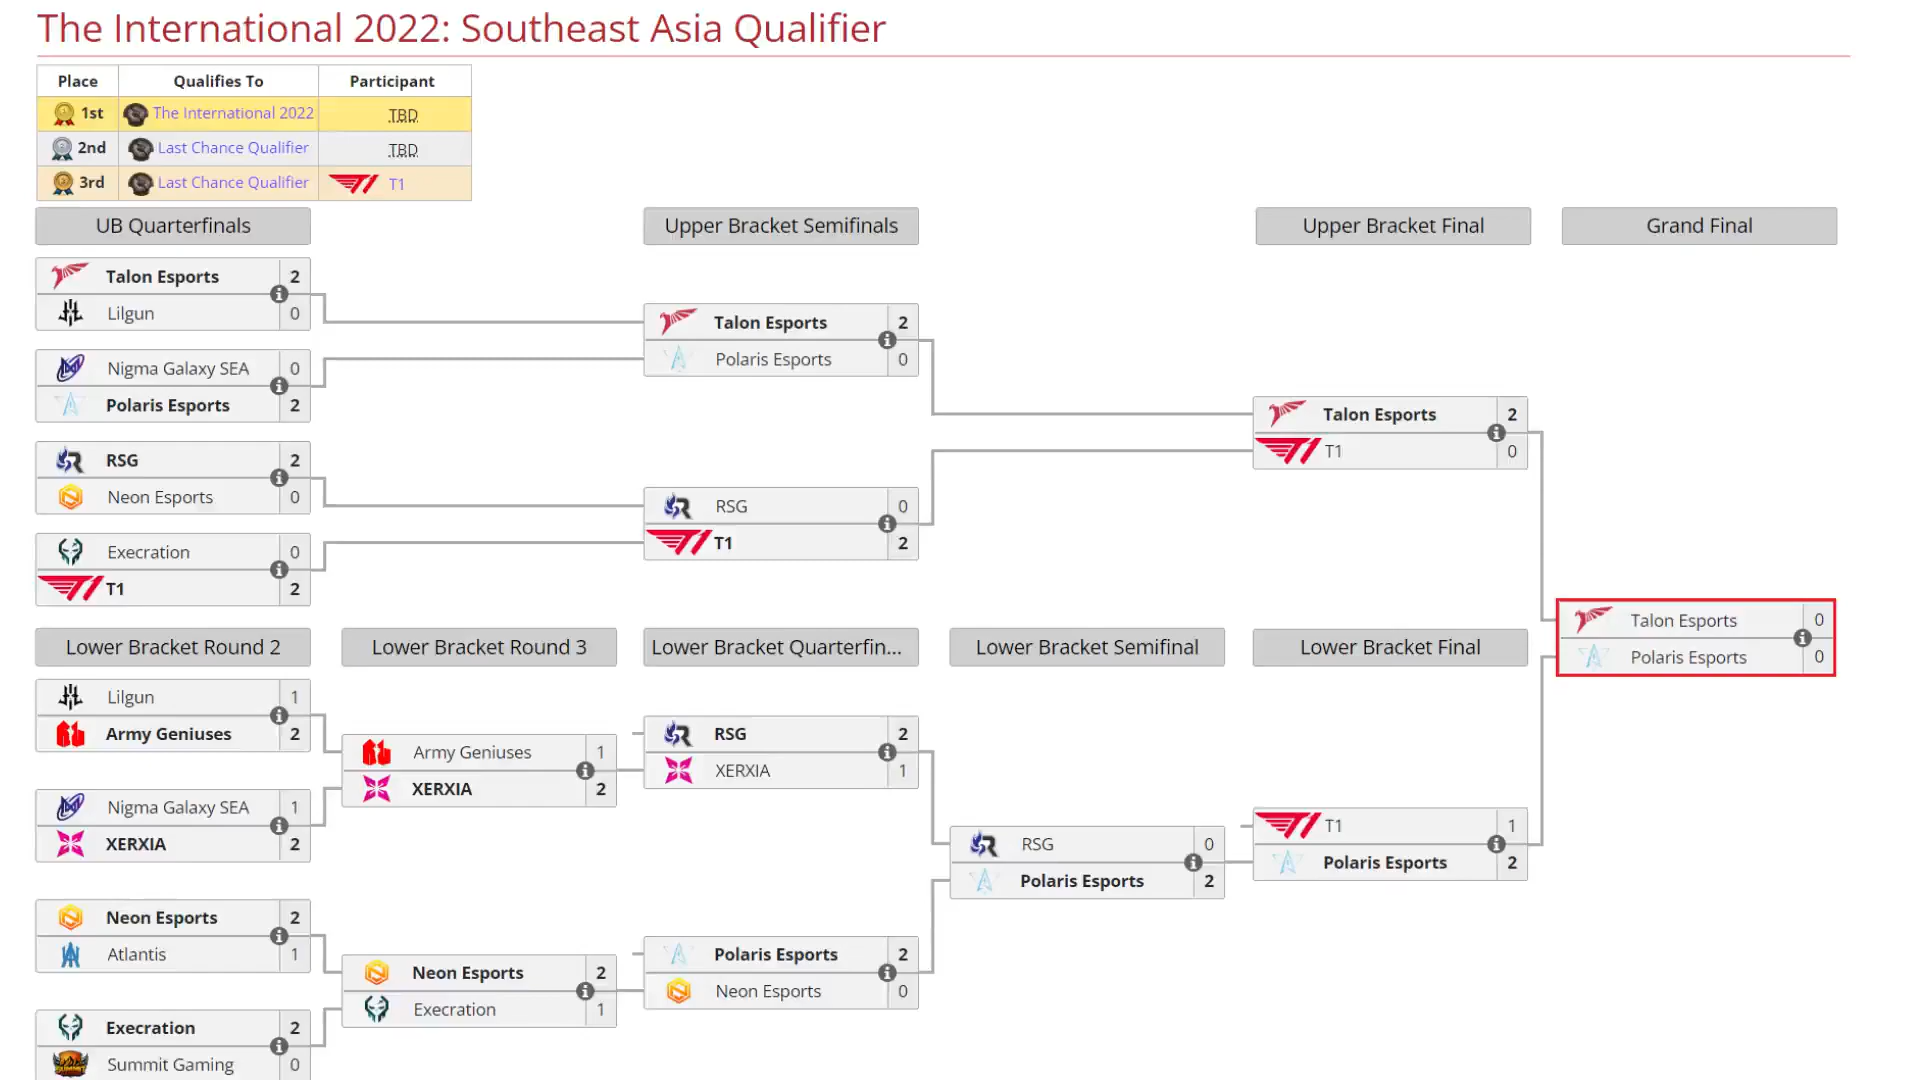 The International 2022: Southeast Asia Qualifier
Place Qualifies To Participant
1st The International 2022 TBD
2nd Last Chance Qualifier TBD
3rd Last Chance Qualifier T1
UB Quarterfinals
Upper Bracket Semifinals
Upper Bracket Final
Grand Final
Talon Esports 2
Lilgun 0
Nigma Galaxy SEA 0
Polaris Esports 2
RSG 2
Neon Esports 0
Execration 0
T1 2
Talon Esports 2
Polaris Esports 0
RSG 0
T1 2
Talon Esports 2
T1 0
Talon Esports 0
Polaris Esports 0
Lower Bracket Round 2
Lower Bracket Round 3
Lower Bracket Quarterfin...
Lower Bracket Semifinal
Lower Bracket Final
Lilgun 1
Army Geniuses 2
Nigma Galaxy SEA 1
XERXIA 2
Neon Esports 2
Atlantis 1
Execration 2
Summit Gaming 0
Army Geniuses 1
XERXIA 2
Neon Esports 2
Execration 1
RSG 2
XERXIA 1
Polaris Esports 2
Neon Esports 0
RSG 0
Polaris Esports 2
T1 1
Polaris Esports 2